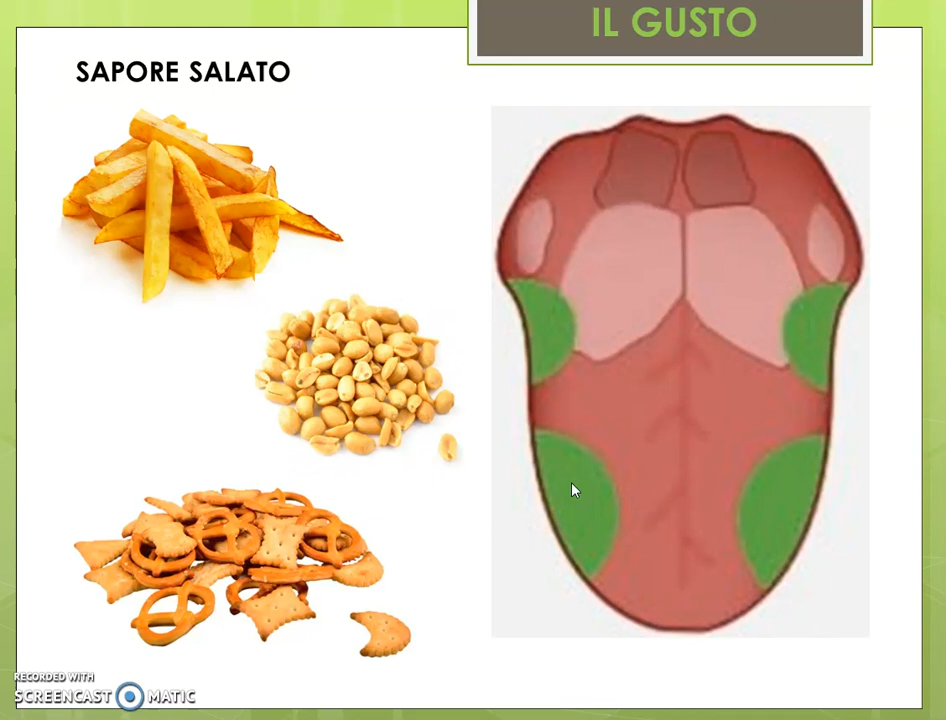 IL GUSTO
SAPORE SALATO
RECORDED WITH
SCREENCAST MATIC